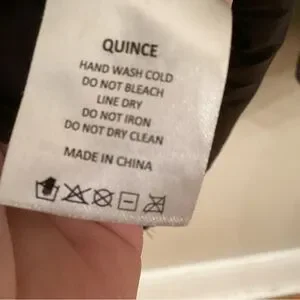 QUINCE
HAND WASH COLD
DO NOT BLEACH
LINE DRY
DO NOT IRON
DO NOT DRY CLEAN
MADE IN CHINA